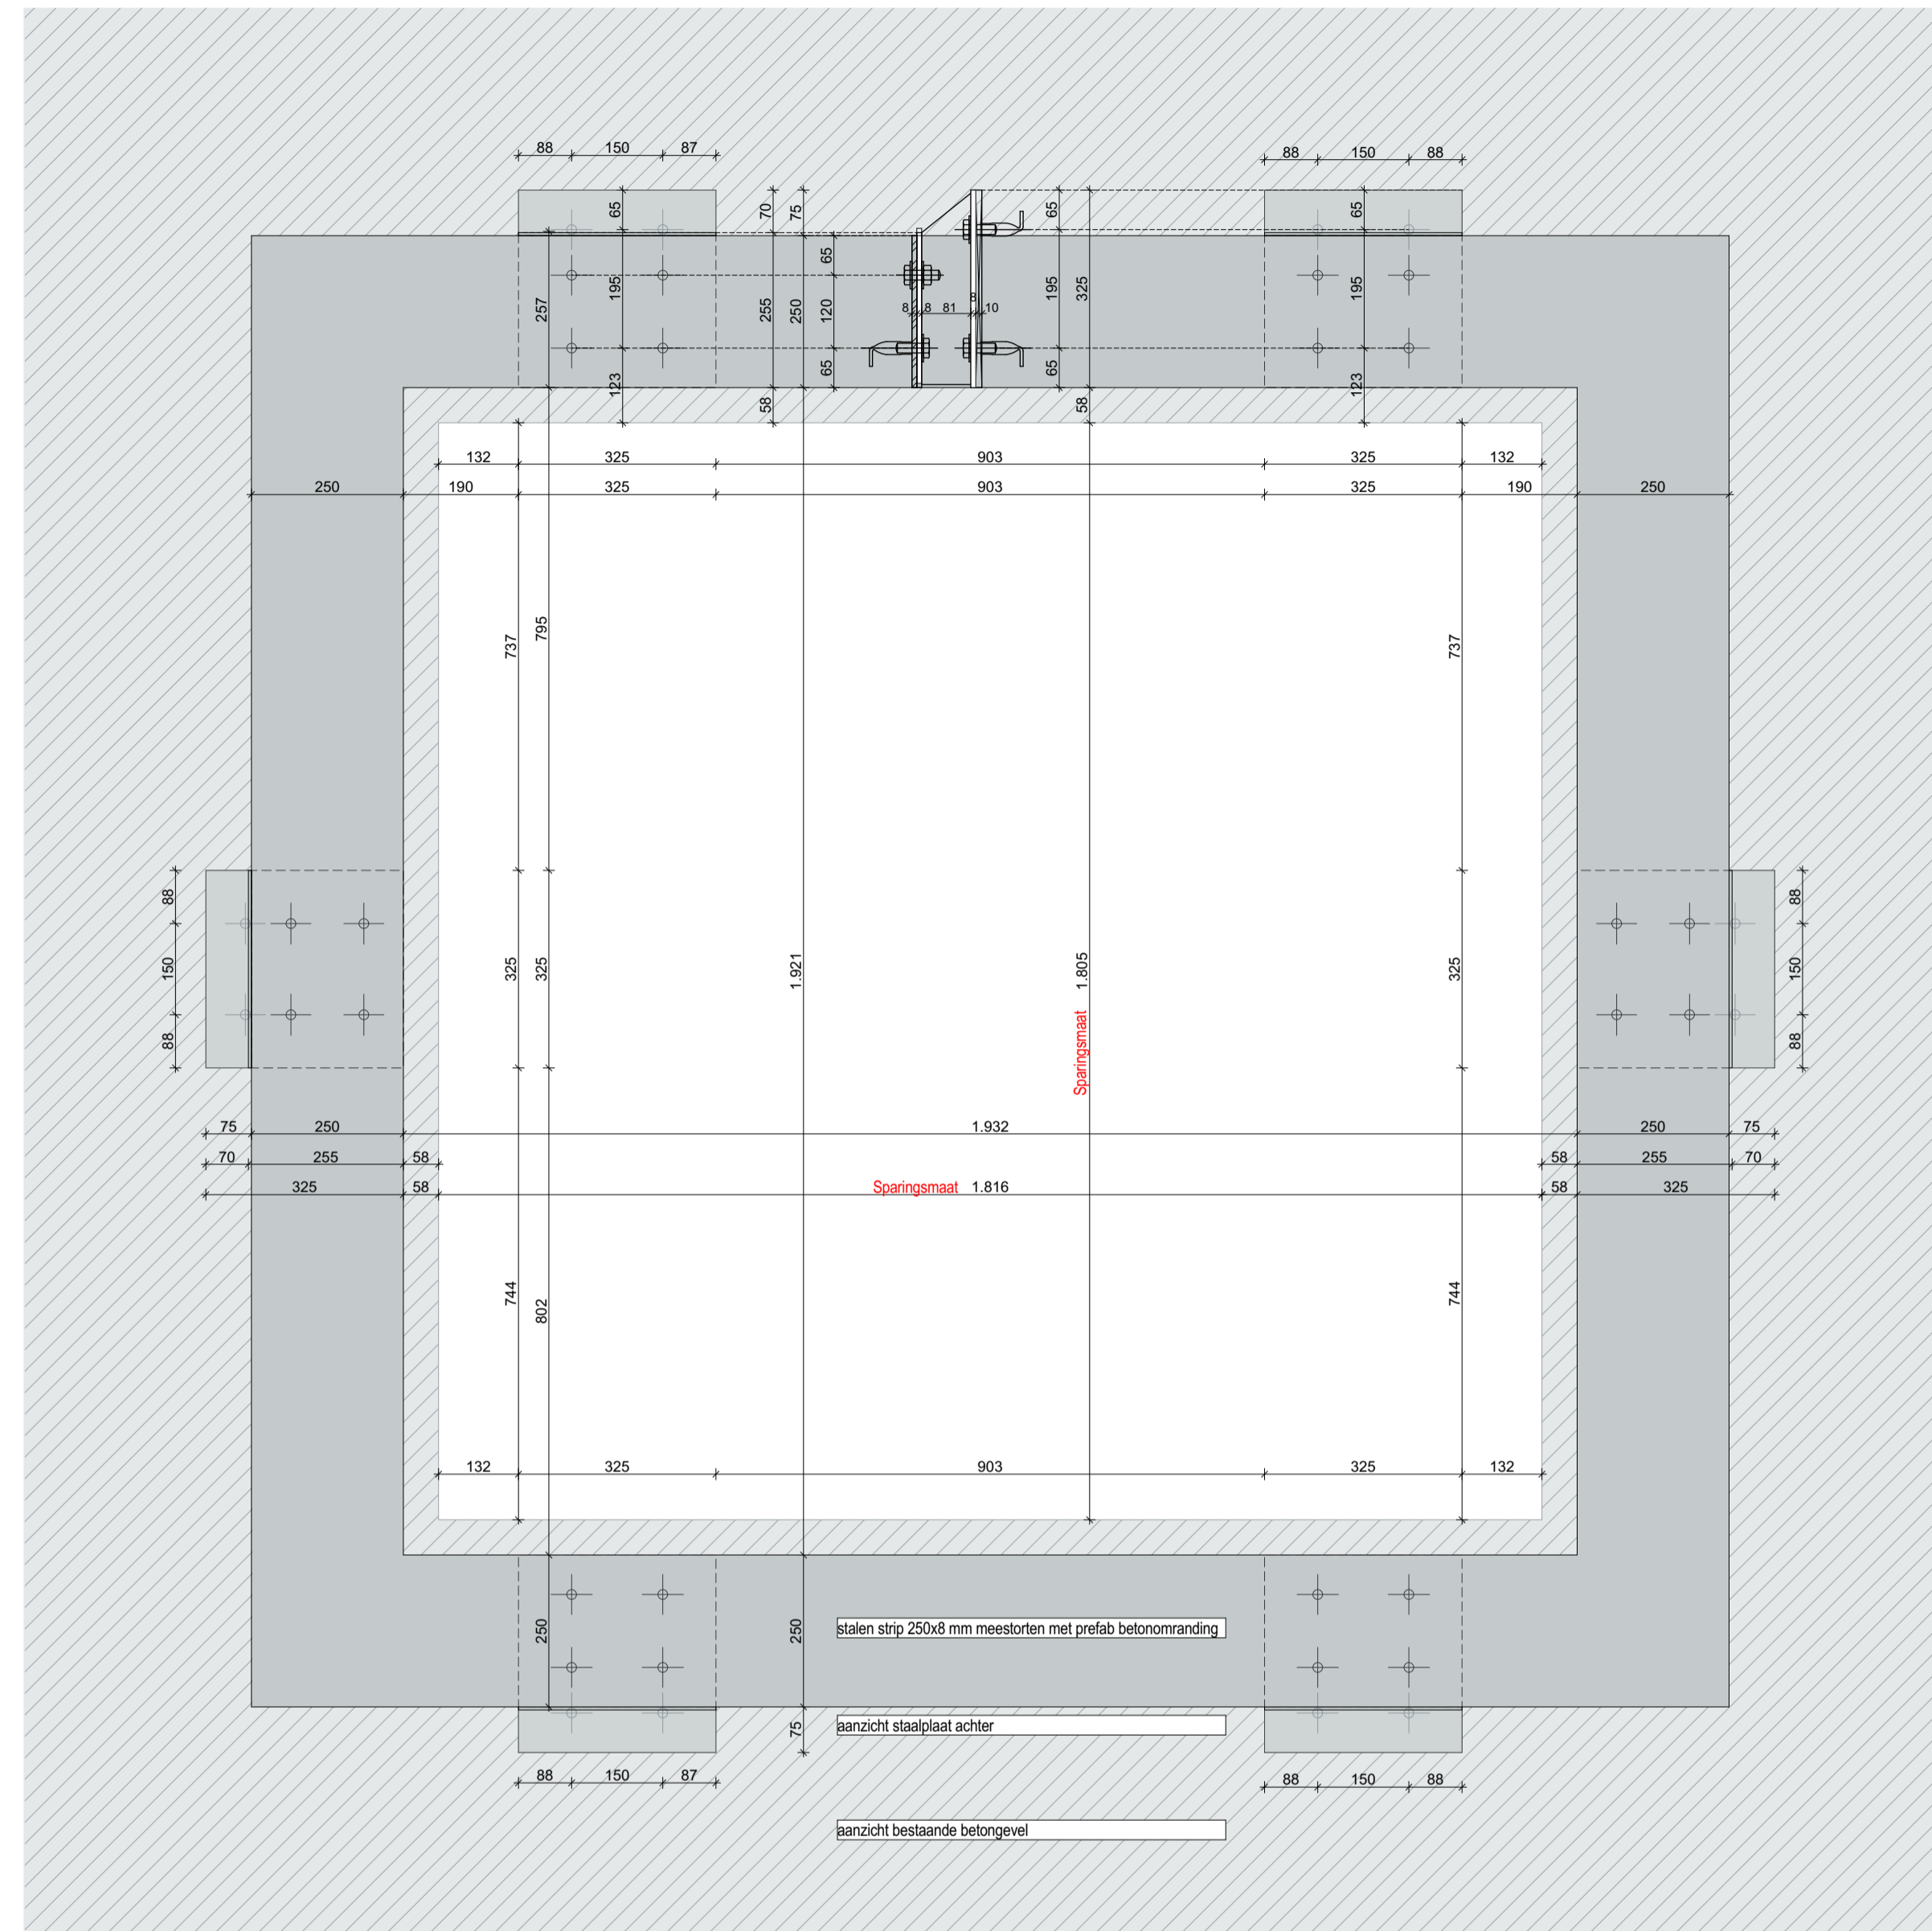 88 150 87
88 150 88
65 70 75 65 65
65
195 257 255 250 120 195 325 195
8 8 81 8 10
123 58 65 65 58 123
132 325 903 325 132
250 190 325 903 325 190 250
737 795 737
88 88
150 325 325 1.921 1.805 325 150
88 88
Sparingsmaat
75 250 1.932 250 75
70 255 58 58 255 70
325 58 Sparingsmaat 1.816 58 325
744 802 744
132 325 903 325 132
250 250
stalen strip 250x8 mm meestorten met prefab betonomranding
75
aanzicht staalplaat achter
88 150 87
88 150 88
aanzicht bestaande betongevel